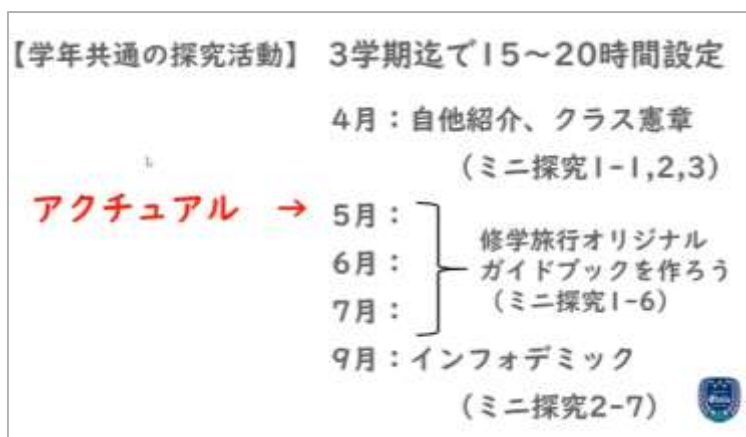 【学年共通の探究活動】 3学期迄で15～20時間設定
4月：自他紹介、クラス憲章
（ミニ探究1-1,2,3）
アクチュアル → 5月：
6月：
7月：
修学旅行オリジナル
ガイドブックを作ろう
（ミニ探究1-6）
9月：インフォデミック
（ミニ探究2-7）